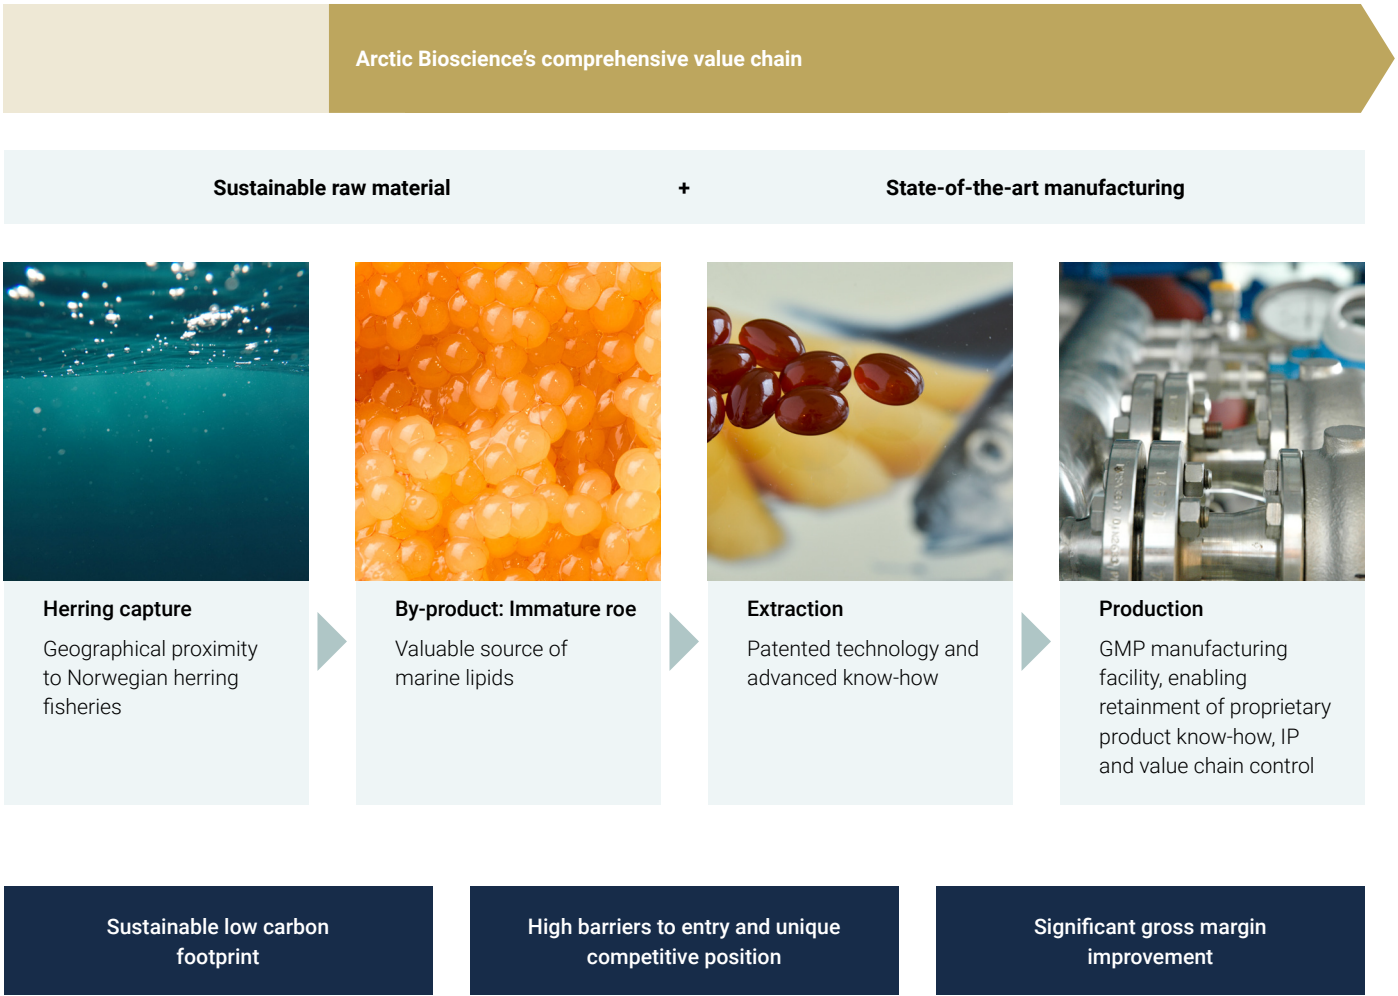 Arctic Bioscience’s comprehensive value chain
Sustainable raw material + State-of-the-art manufacturing
Herring capture
Geographical proximity
to Norwegian herring
fisheries
By-product: Immature roe
Valuable source of
marine lipids
Extraction
Patented technology and
advanced know-how
Production
GMP manufacturing
facility, enabling
retainment of proprietary
product know-how, IP
and value chain control
Sustainable low carbon
footprint
High barriers to entry and unique
competitive position
Significant gross margin
improvement